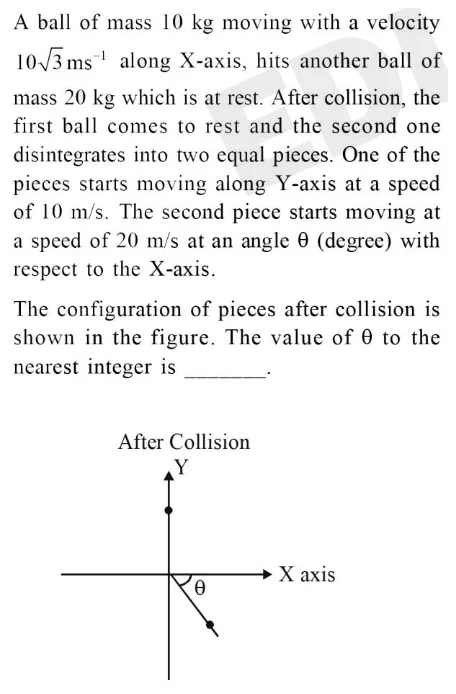 A ball of mass 10 kg moving with a velocity
10√3 ms⁻¹ along X-axis, hits another ball of
mass 20 kg which is at rest. After collision, the
first ball comes to rest and the second one
disintegrates into two equal pieces. One of the
pieces starts moving along Y-axis at a speed
of 10 m/s. The second piece starts moving at
a speed of 20 m/s at an angle θ (degree) with
respect to the X-axis.
The configuration of pieces after collision is
shown in the figure. The value of θ to the
nearest integer is _______.
After Collision
Y
X axis
θ